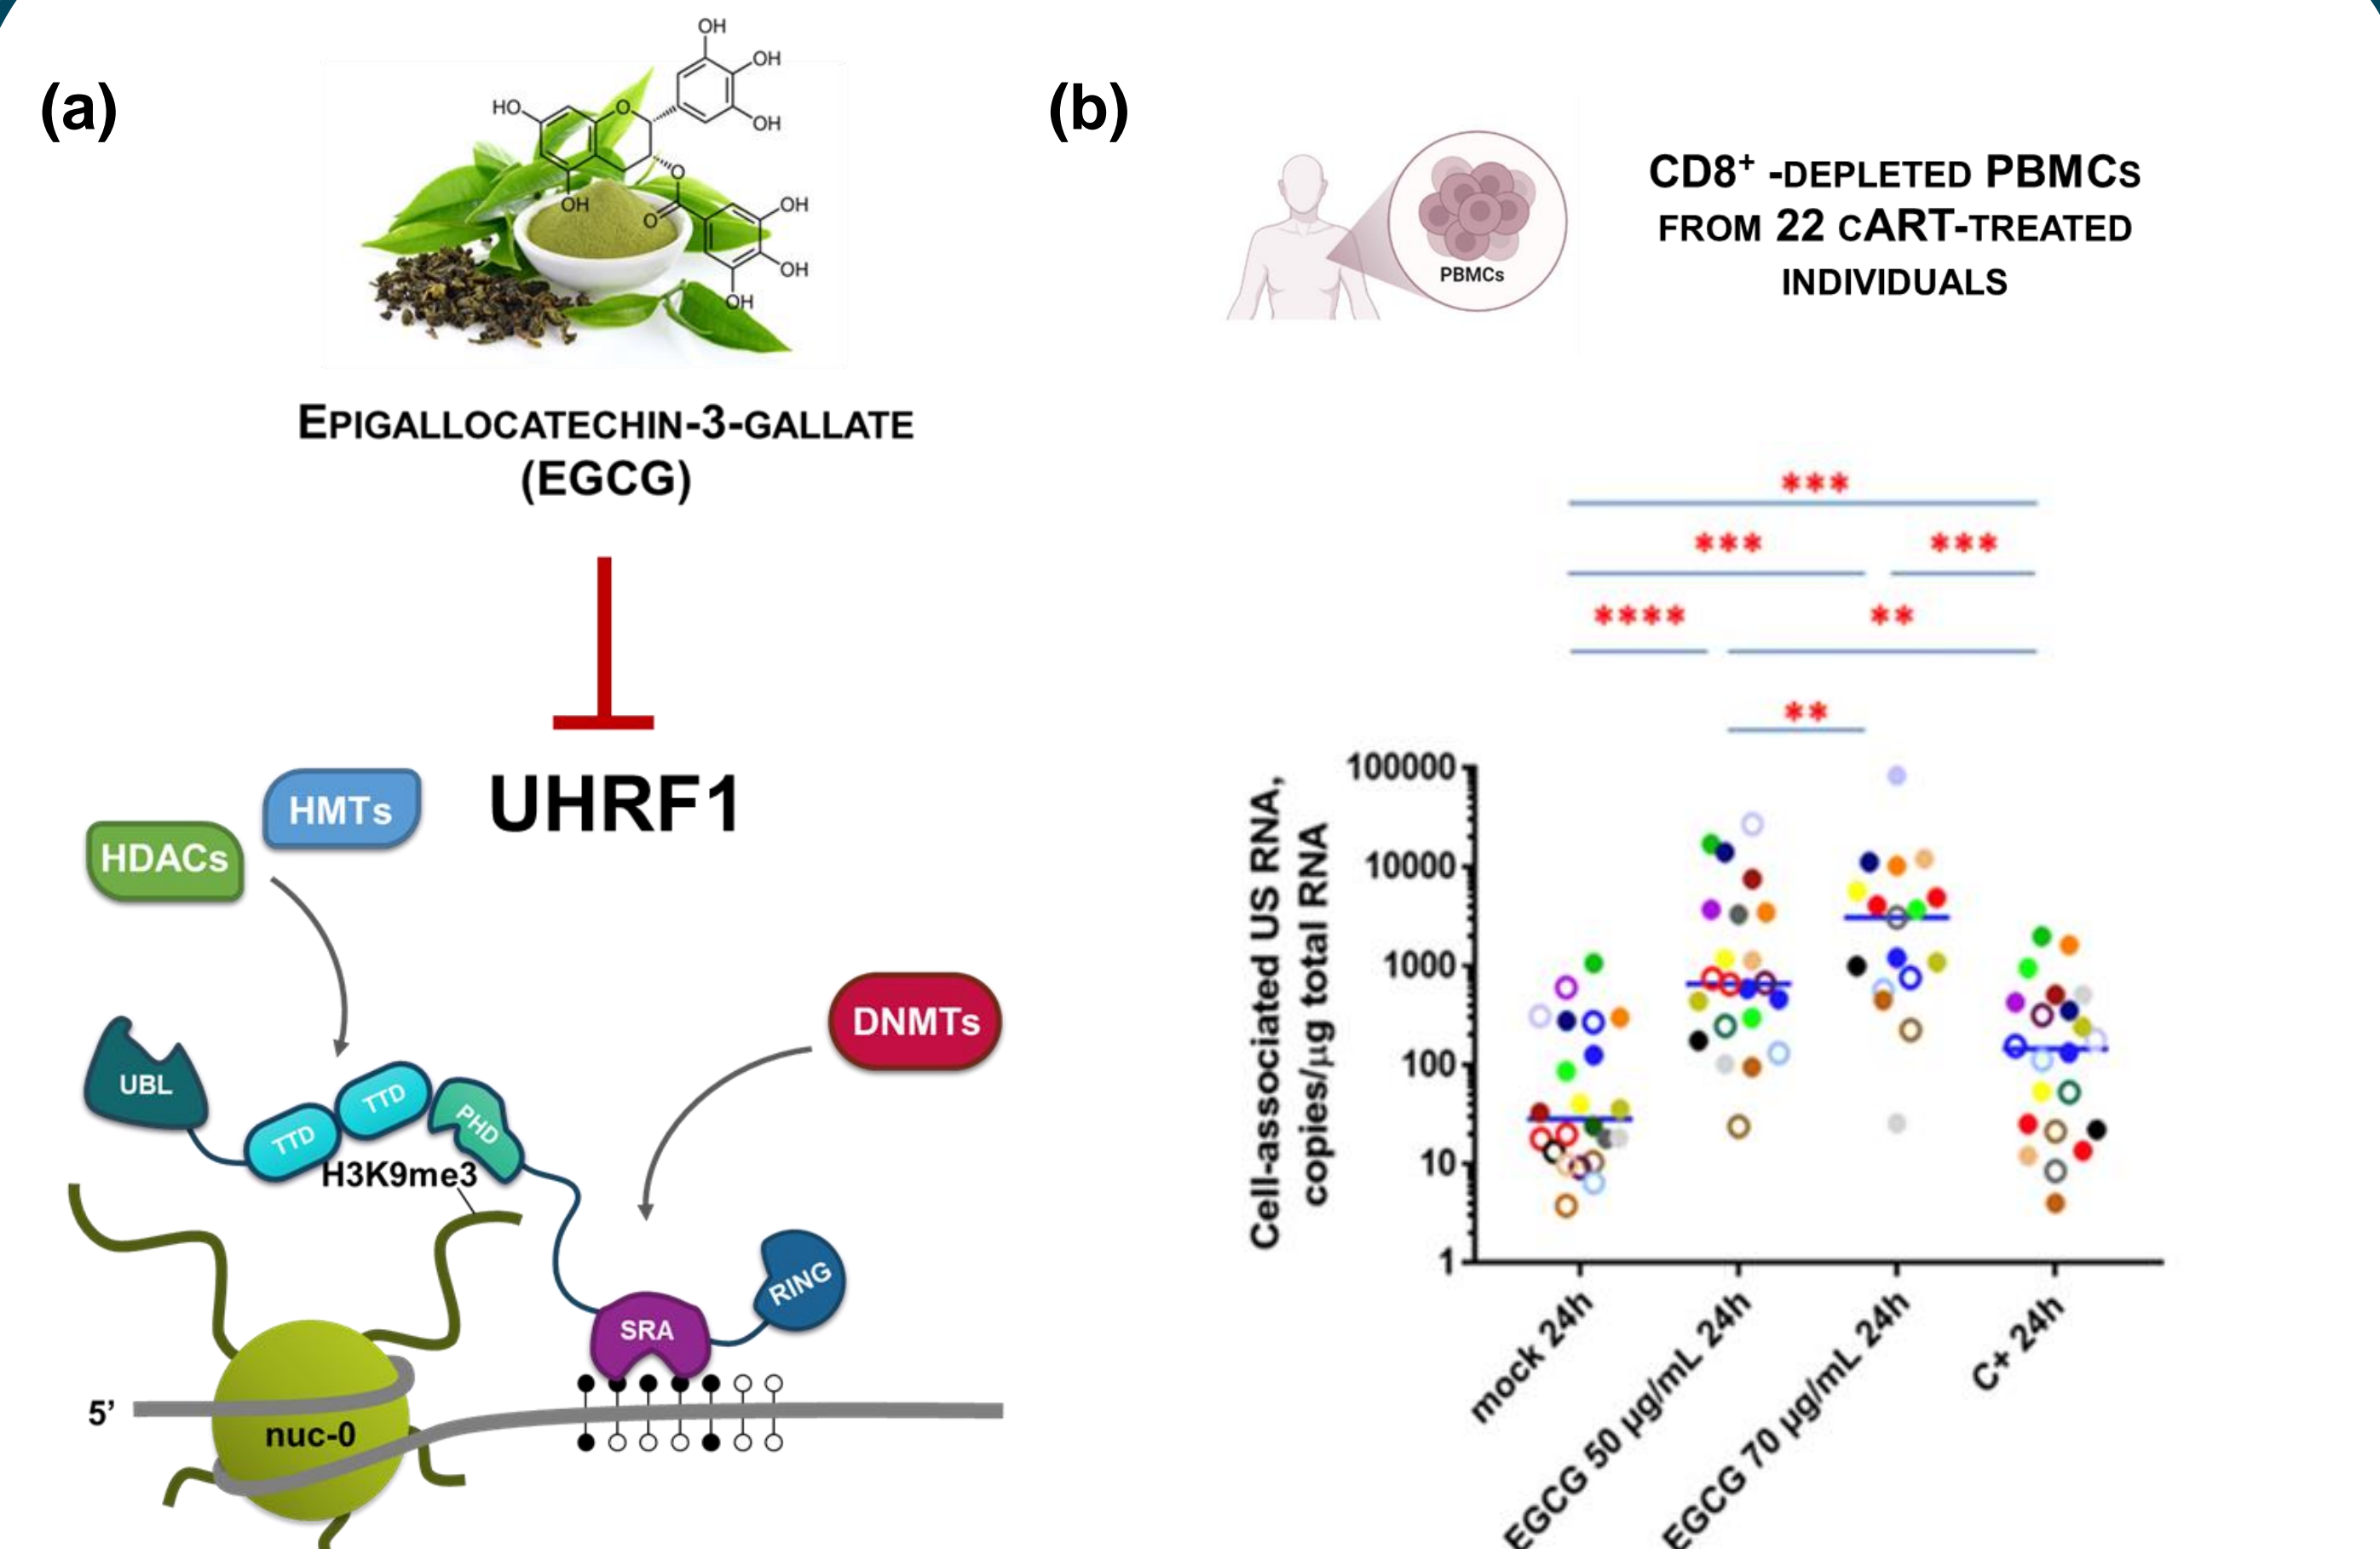 (a)
OH
OH
OH
HO
O
OH
O
O
OH
OH
OH
EPIGALLOCATECHIN-3-GALLATE
(EGCG)
UHRF1
HMTs
HDACs
DNMTs
UBL
TTD
TTD
PHD
H3K9me3
SRA
RING
5’
nuc-0
(b)
PBMCs
CD8+ -DEPLETED PBMCS
FROM 22 CART-TREATED
INDIVIDUALS
***
***
***
****
**
**
Cell-associated US RNA,
copies/µg total RNA
100000
10000
1000
100
10
1
mock 24h
EGCG 50 µg/mL 24h
EGCG 70 µg/mL 24h
C+ 24h